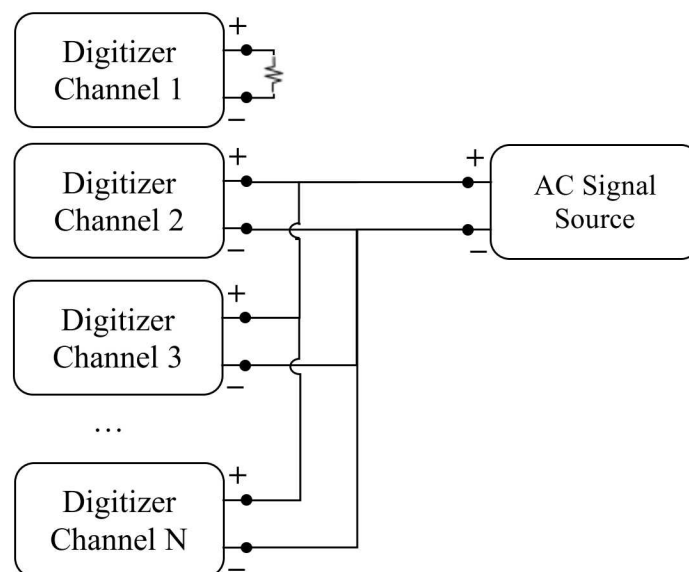 +
Digitizer
Channel 1
−
+
Digitizer
Channel 2
−
+
AC Signal
Source
−
+
Digitizer
Channel 3
−
...
+
Digitizer
Channel N
−